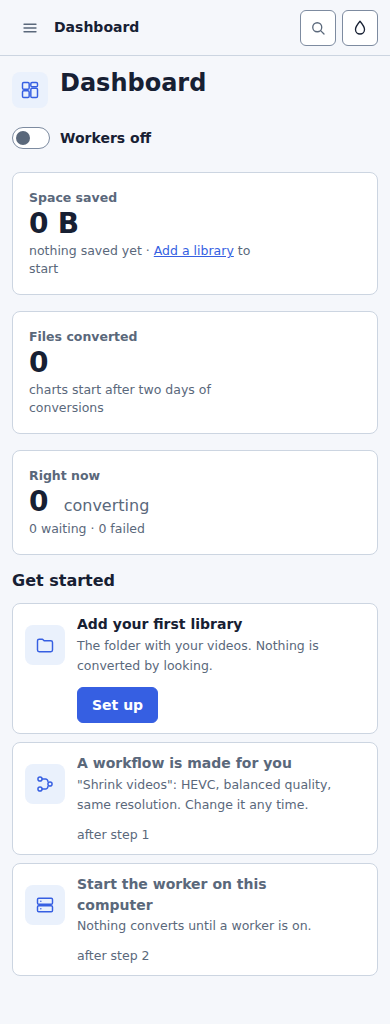 Dashboard
Dashboard
Workers off
Space saved
0 B
nothing saved yet · Add a library to
start
Files converted
0
charts start after two days of
conversions
Right now
0 converting
0 waiting · 0 failed
Get started
Add your first library
The folder with your videos. Nothing is
converted by looking.
Set up
A workflow is made for you
"Shrink videos": HEVC, balanced quality,
same resolution. Change it any time.
after step 1
Start the worker on this
computer
Nothing converts until a worker is on.
after step 2